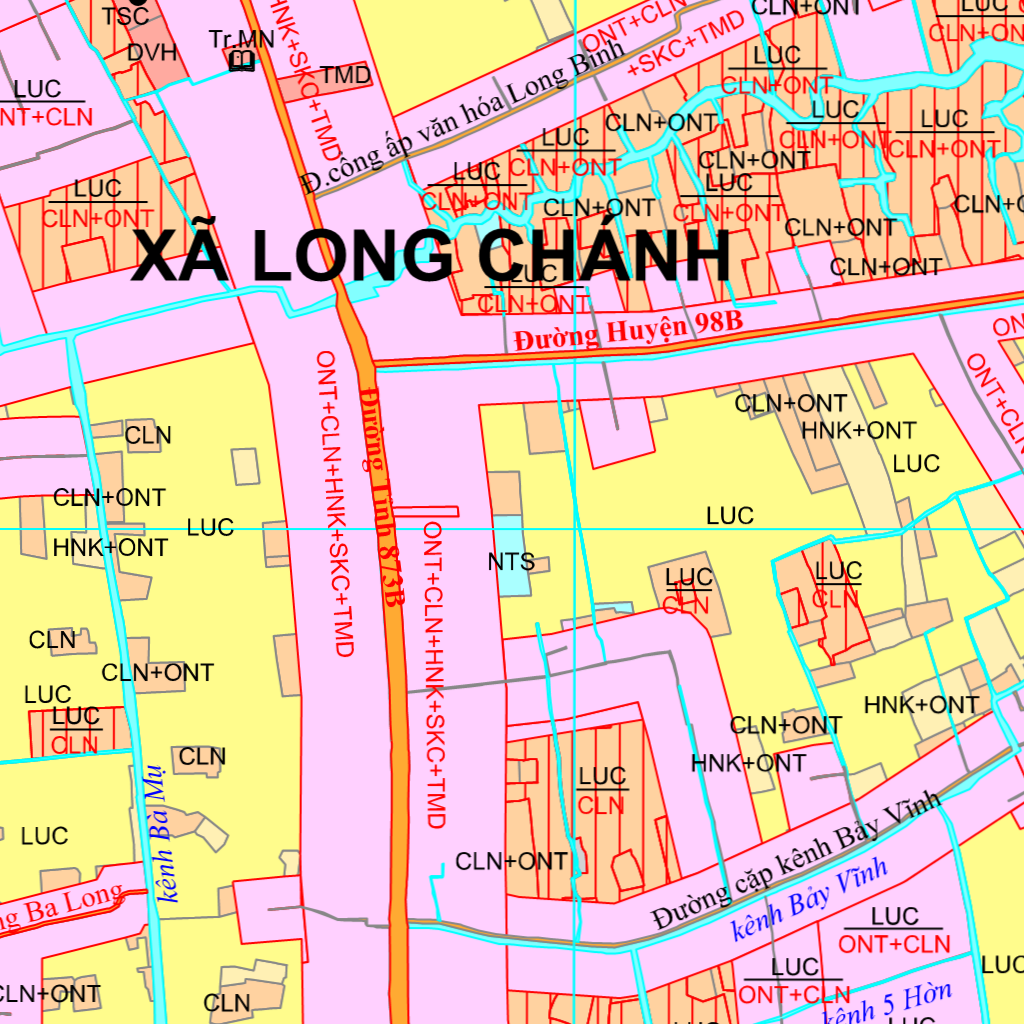 TSC
DVH
Tr.MN
TMD
HNK+SKC+TMD
ONT+CLN
+SKC+TMD
CLN+ONT
LUC
CLN+ONT
LUC
LUC
CLN+ONT
Đ.cổng ấp văn hóa Long Bình
LUC
CLN+ONT
LUC
CLN+ONT
LUC
CLN+ONT
CLN+ONT
CLN+ONT
LUC
CLN+ONT
LUC
CLN+ONT
LUC
CLN+ONT
CLN+ONT
CLN+ONT
CLN+ONT
XÃ LONG CHÁNH
LUC
CLN+ONT
Đường Huyện 98B
ONT+CLN+HNK+SKC+TMD
Đường Tỉnh 873B
ONT+CLN+HNK+SKC+TMD
CLN
CLN+ONT
LUC
HNK+ONT
CLN
CLN+ONT
LUC
LUC
CLN
CLN
LUC
kênh Bà Mụ
CLN+ONT
HNK+ONT
LUC
LUC
NTS
LUC
CLN
LUC
CLN
HNK+ONT
CLN+ONT
HNK+ONT
LUC
CLN
CLN+ONT
Đường cặp kênh Bảy Vĩnh
kênh Bảy Vĩnh
Ba Long
CLN
LUC
ONT+CLN
LUC
ONT+CLN
kênh 5 Hờn